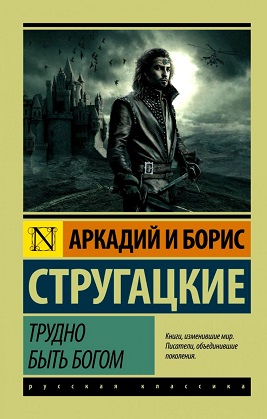 N
АРКАДИЙ И БОРИС
СТРУГАЦКИЕ
ТРУДНО
БЫТЬ БОГОМ
Книги, изменившие мир.
Писатели, объединившие
поколения.
русская классика